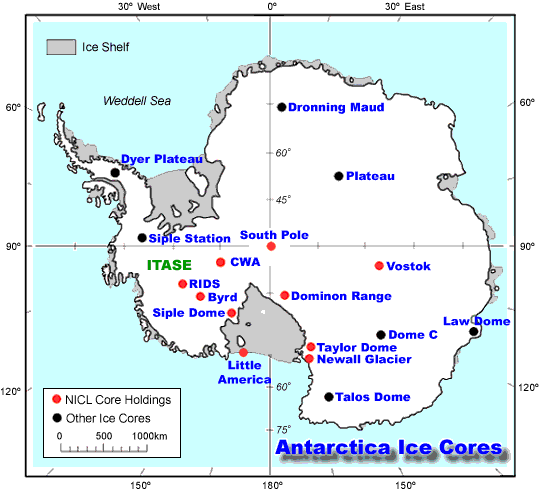 30° West
0°
30° East
Ice Shelf
Weddell Sea
60°
60°
Dronning Maud
60°
Dyer Plateau
Plateau
45°
South Pole
Siple Station
90°
90°
ITASE
CWA
Vostok
RIDS
Byrd
Dominon Range
Siple Dome
Law Dome
Dome C
Taylor Dome
Newall Glacier
Little
America
60°
120°
120°
Talos Dome
NICL Core Holdings
Other Ice Cores
0 500 1000km
75°
Antarctica Ice Cores
150°
180°
150°